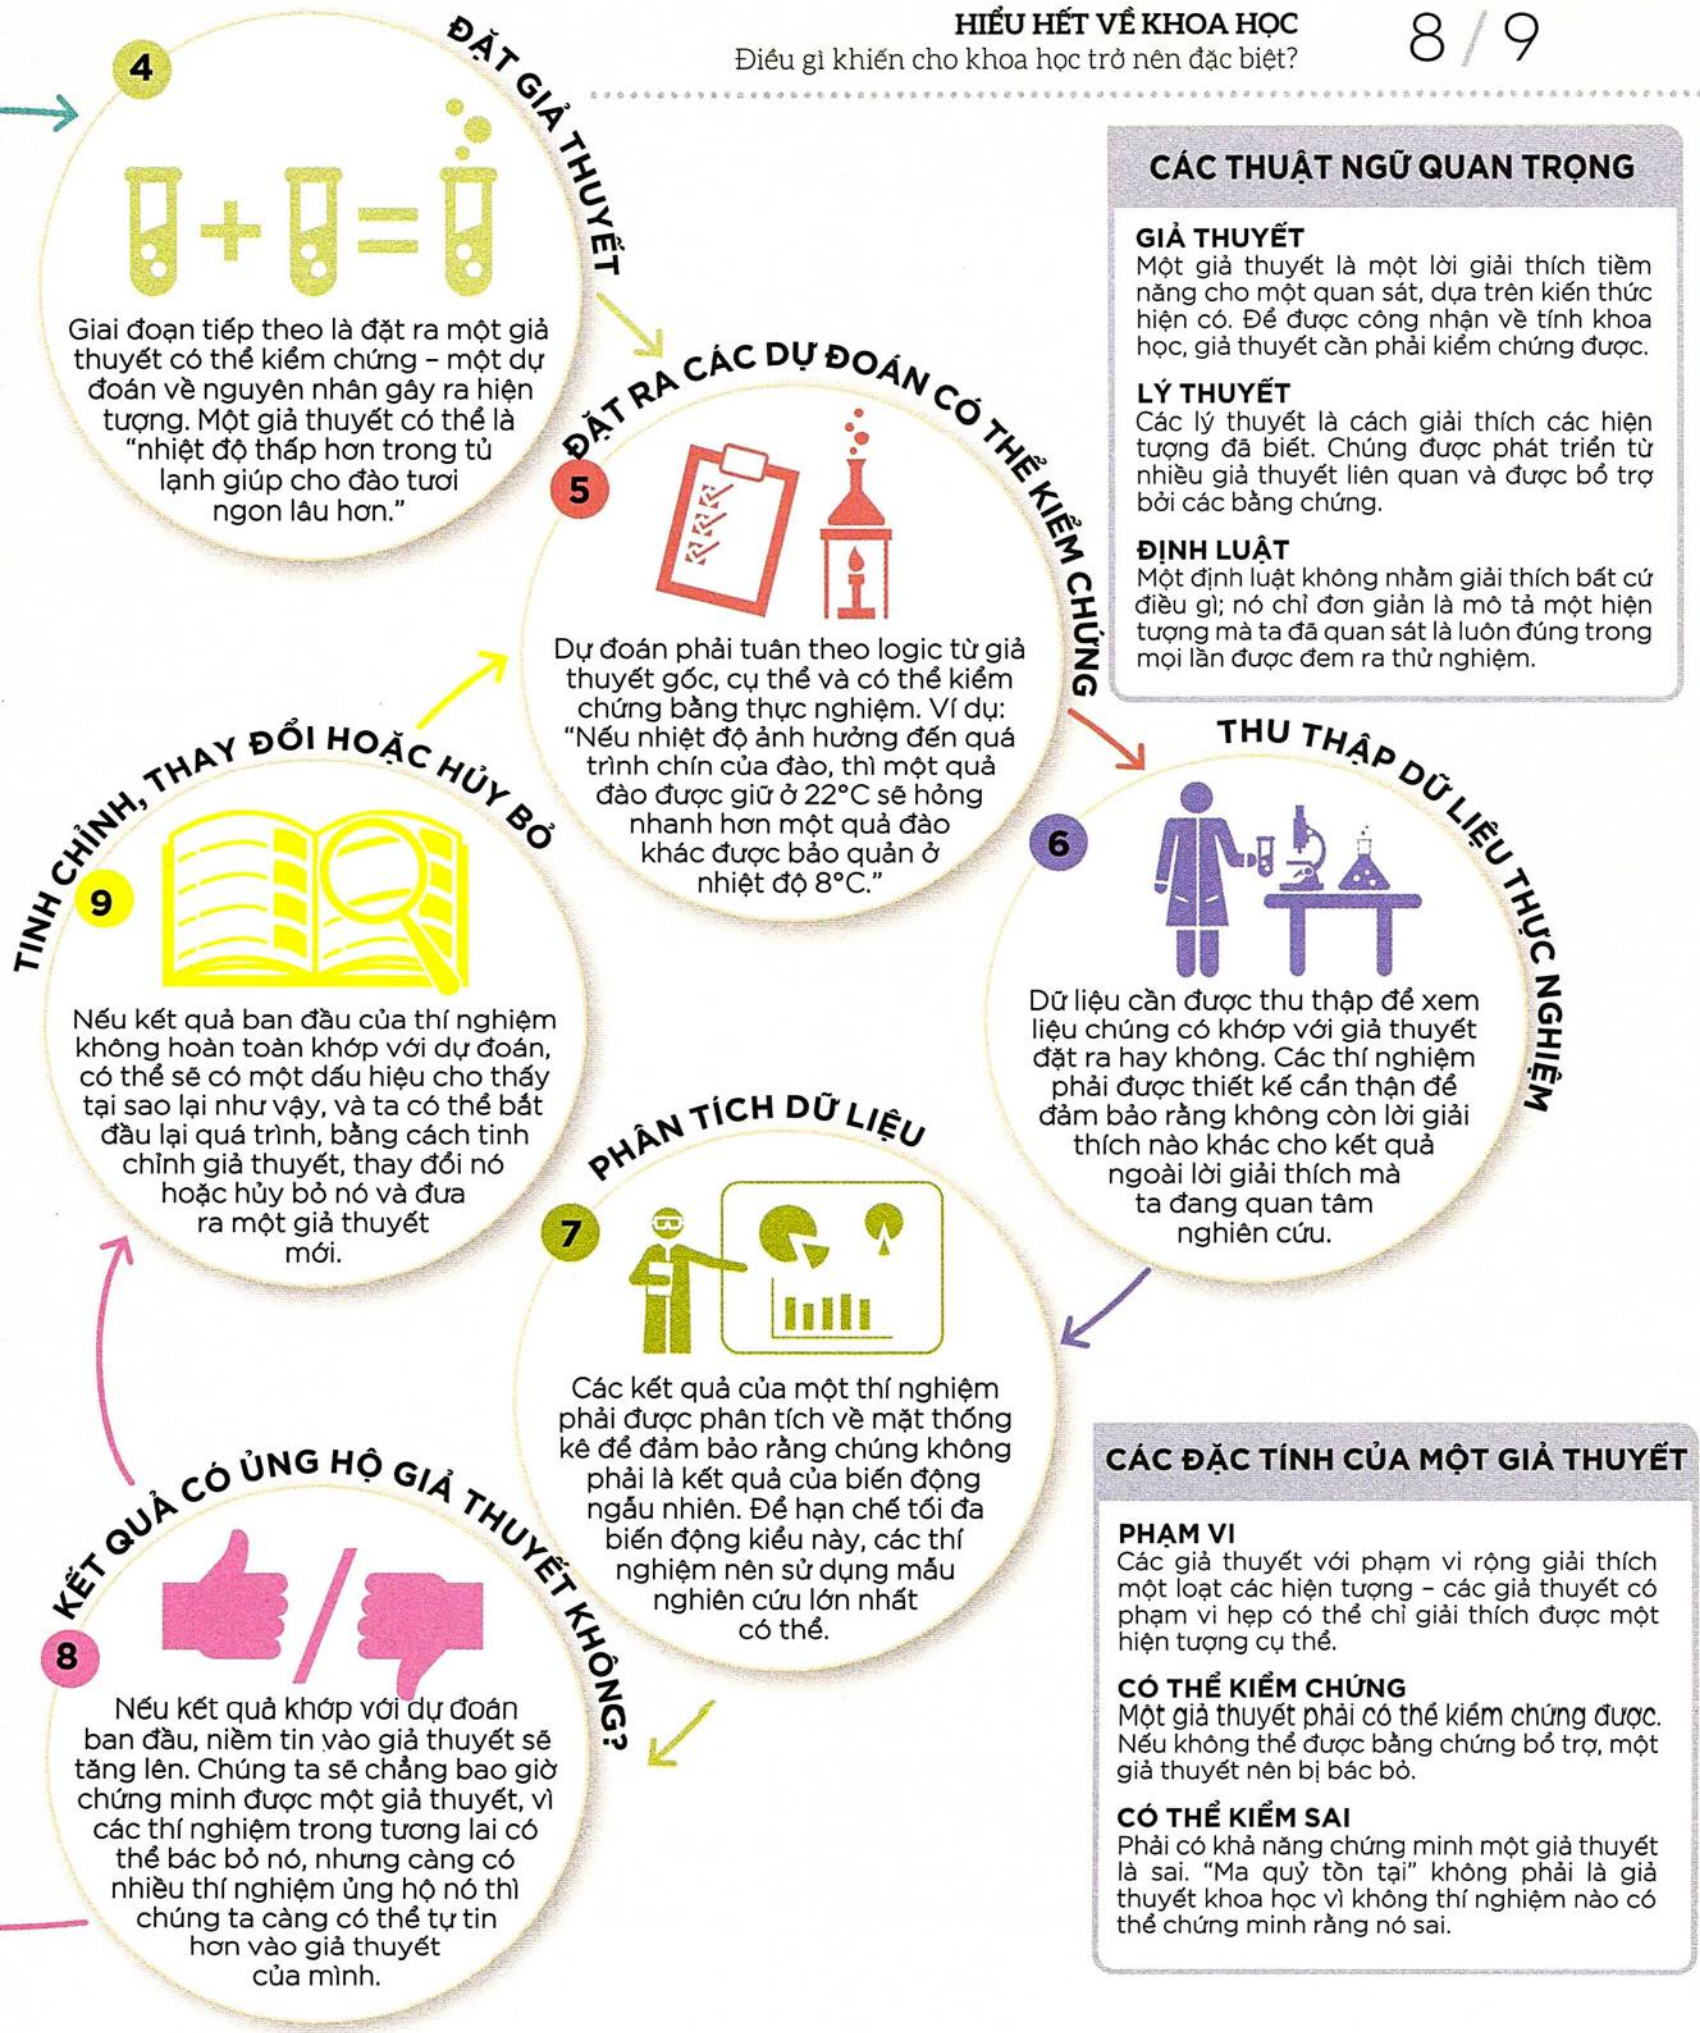 HIỂU HẾT VỀ KHOA HỌC
Điều gì khiến cho khoa học trở nên đặc biệt?
8/9
4
ĐẶT GIẢ THUYẾT
Giai đoạn tiếp theo là đặt ra một giả
thuyết có thể kiểm chứng – một dự
đoán về nguyên nhân gây ra hiện
tượng. Một giả thuyết có thể là
“nhiệt độ thấp hơn trong tủ
lạnh giúp cho đào tươi
ngon lâu hơn.”
5
ĐẶT RA CÁC DỰ ĐOÁN CÓ THỂ KIỂM CHỨNG
Dự đoán phải tuân theo logic từ giả
thuyết gốc, cụ thể và có thể kiểm
chứng bằng thực nghiệm. Ví dụ:
“Nếu nhiệt độ ảnh hưởng đến quá
trình chín của đào, thì một quả
đào được giữ ở 22°C sẽ hỏng
nhanh hơn một quả đào
khác được bảo quản ở
nhiệt độ 8°C.”
6
THU THẬP DỮ LIỆU THỰC NGHIỆM
Dữ liệu cần được thu thập để xem
liệu chúng có khớp với giả thuyết
đặt ra hay không. Các thí nghiệm
phải được thiết kế cẩn thận để
đảm bảo rằng không còn lời giải
thích nào khác cho kết quả
ngoài lời giải thích mà
ta đang quan tâm
nghiên cứu.
7
PHÂN TÍCH DỮ LIỆU
Các kết quả của một thí nghiệm
phải được phân tích về mặt thống
kê để đảm bảo rằng chúng không
phải là kết quả của biến động
ngẫu nhiên. Để hạn chế tối đa
biến động kiểu này, các thí
nghiệm nên sử dụng mẫu
nghiên cứu lớn nhất
có thể.
8
KẾT QUẢ CÓ ỦNG HỘ GIẢ THUYẾT KHÔNG?
Nếu kết quả khớp với dự đoán
ban đầu, niềm tin vào giả thuyết sẽ
tăng lên. Chúng ta sẽ chẳng bao giờ
chứng minh được một giả thuyết, vì
các thí nghiệm trong tương lai có
thể bác bỏ nó, nhưng càng có
nhiều thí nghiệm ủng hộ nó thì
chúng ta càng có thể tự tin
hơn vào giả thuyết
của mình.
9
TINH CHỈNH, THAY ĐỔI HOẶC HỦY BỎ
Nếu kết quả ban đầu của thí nghiệm
không hoàn toàn khớp với dự đoán,
có thể sẽ có một dấu hiệu cho thấy
tại sao lại như vậy, và ta có thể bắt
đầu lại quá trình, bằng cách tinh
chỉnh giả thuyết, thay đổi nó
hoặc hủy bỏ nó và đưa
ra một giả thuyết
mới.
CÁC THUẬT NGỮ QUAN TRỌNG
GIẢ THUYẾT
Một giả thuyết là một lời giải thích tiềm
năng cho một quan sát, dựa trên kiến thức
hiện có. Để được công nhận về tính khoa
học, giả thuyết cần phải kiểm chứng được.
LÝ THUYẾT
Các lý thuyết là cách giải thích các hiện
tượng đã biết. Chúng được phát triển từ
nhiều giả thuyết liên quan và được bổ trợ
bởi các bằng chứng.
ĐỊNH LUẬT
Một định luật không nhằm giải thích bất cứ
điều gì; nó chỉ đơn giản là mô tả một hiện
tượng mà ta đã quan sát là luôn đúng trong
mọi lần được đem ra thử nghiệm.
CÁC ĐẶC TÍNH CỦA MỘT GIẢ THUYẾT
PHẠM VI
Các giả thuyết với phạm vi rộng giải thích
một loạt các hiện tượng – các giả thuyết có
phạm vi hẹp có thể chỉ giải thích được một
hiện tượng cụ thể.
CÓ THỂ KIỂM CHỨNG
Một giả thuyết phải có thể kiểm chứng được.
Nếu không thể được bằng chứng bổ trợ, một
giả thuyết nên bị bác bỏ.
CÓ THỂ KIỂM SAI
Phải có khả năng chứng minh một giả thuyết
là sai. “Ma quỷ tồn tại” không phải là giả
thuyết khoa học vì không thí nghiệm nào có
thể chứng minh rằng nó sai.